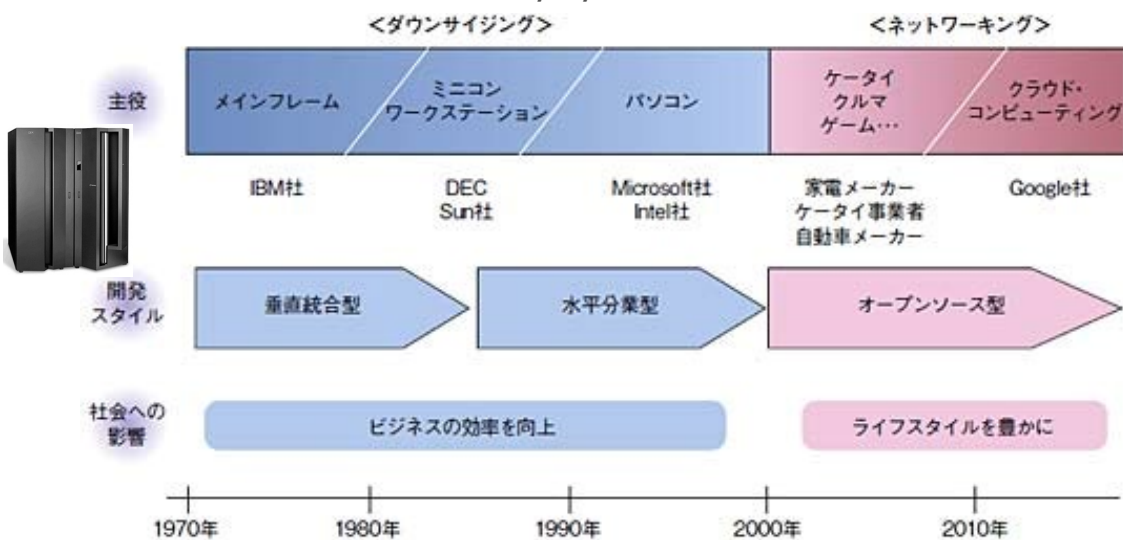 ＜ダウンサイジング＞
＜ネットワーキング＞
主役
メインフレーム
ミニコン
ワークステーション
パソコン
ケータイ
クルマ
ゲーム…
クラウド・
コンピューティング
IBM社
DEC
Sun社
Microsoft社
Intel社
家電メーカー
ケータイ事業者
自動車メーカー
Google社
開発
スタイル
垂直統合型
水平分業型
オープンソース型
社会への
影響
ビジネスの効率を向上
ライフスタイルを豊かに
1970年
1980年
1990年
2000年
2010年